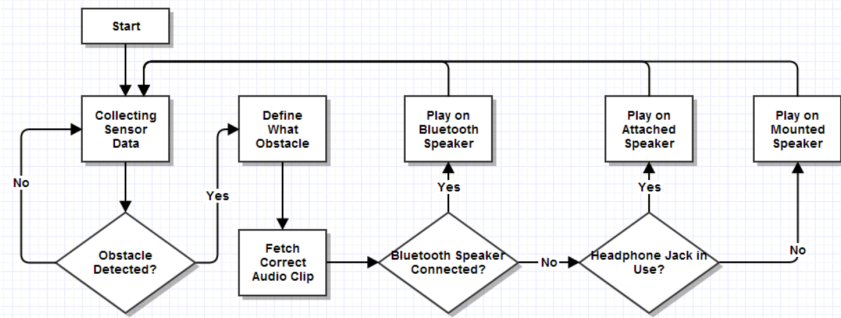 Start
Collecting
Sensor
Data
Define
What
Obstacle
Play on
Bluetooth
Speaker
Play on
Attached
Speaker
Play on
Mounted
Speaker
No
Yes
Yes
Yes
Obstacle
Detected?
Fetch
Correct
Audio Clip
Bluetooth Speaker
Connected?
No
Headphone Jack in
Use?
No